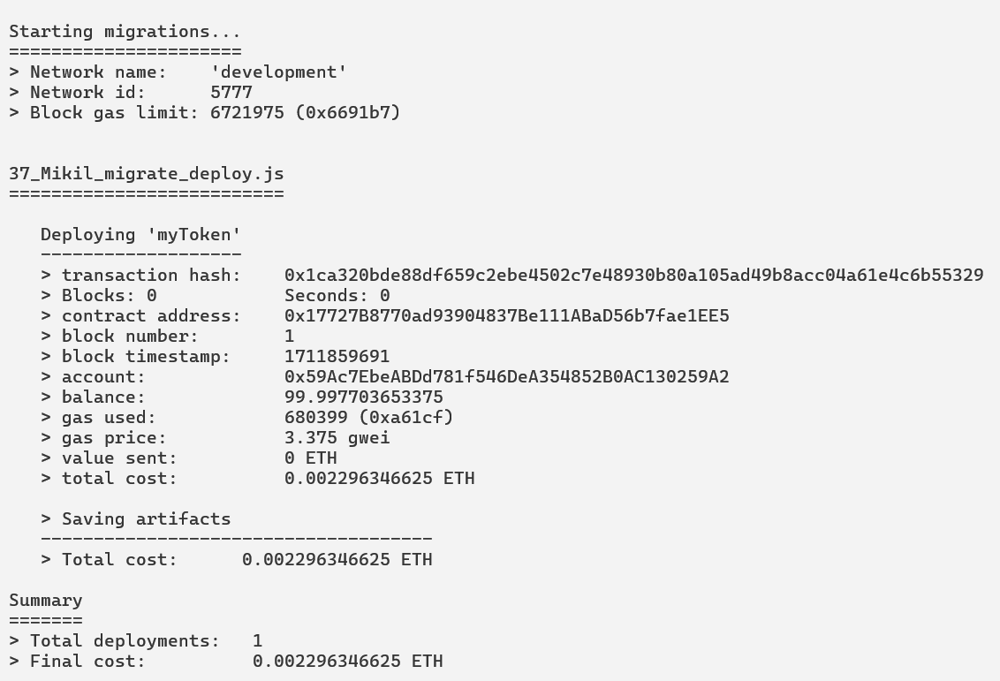 Starting migrations...
======================
> Network name:    'development'
> Network id:      5777
> Block gas limit: 6721975 (0x6691b7)
37_Mikil_migrate_deploy.js
==========================
   Deploying 'myToken'
   -------------------
   > transaction hash:    0x1ca320bde88df659c2ebe4502c7e48930b80a105ad49b8acc04a61e4c6b55329
   > Blocks: 0            Seconds: 0
   > contract address:    0x17727B8770ad93904837Be111ABaD56b7fae1EE5
   > block number:        1
   > block timestamp:     1711859691
   > account:             0x59Ac7EbeABDd781f546DeA354852B0AC130259A2
   > balance:             99.997703653375
   > gas used:            680399 (0xa61cf)
   > gas price:           3.375 gwei
   > value sent:          0 ETH
   > total cost:          0.002296346625 ETH
   > Saving artifacts
   -------------------------------------
   > Total cost:      0.002296346625 ETH
Summary
=======
> Total deployments:   1
> Final cost:          0.002296346625 ETH